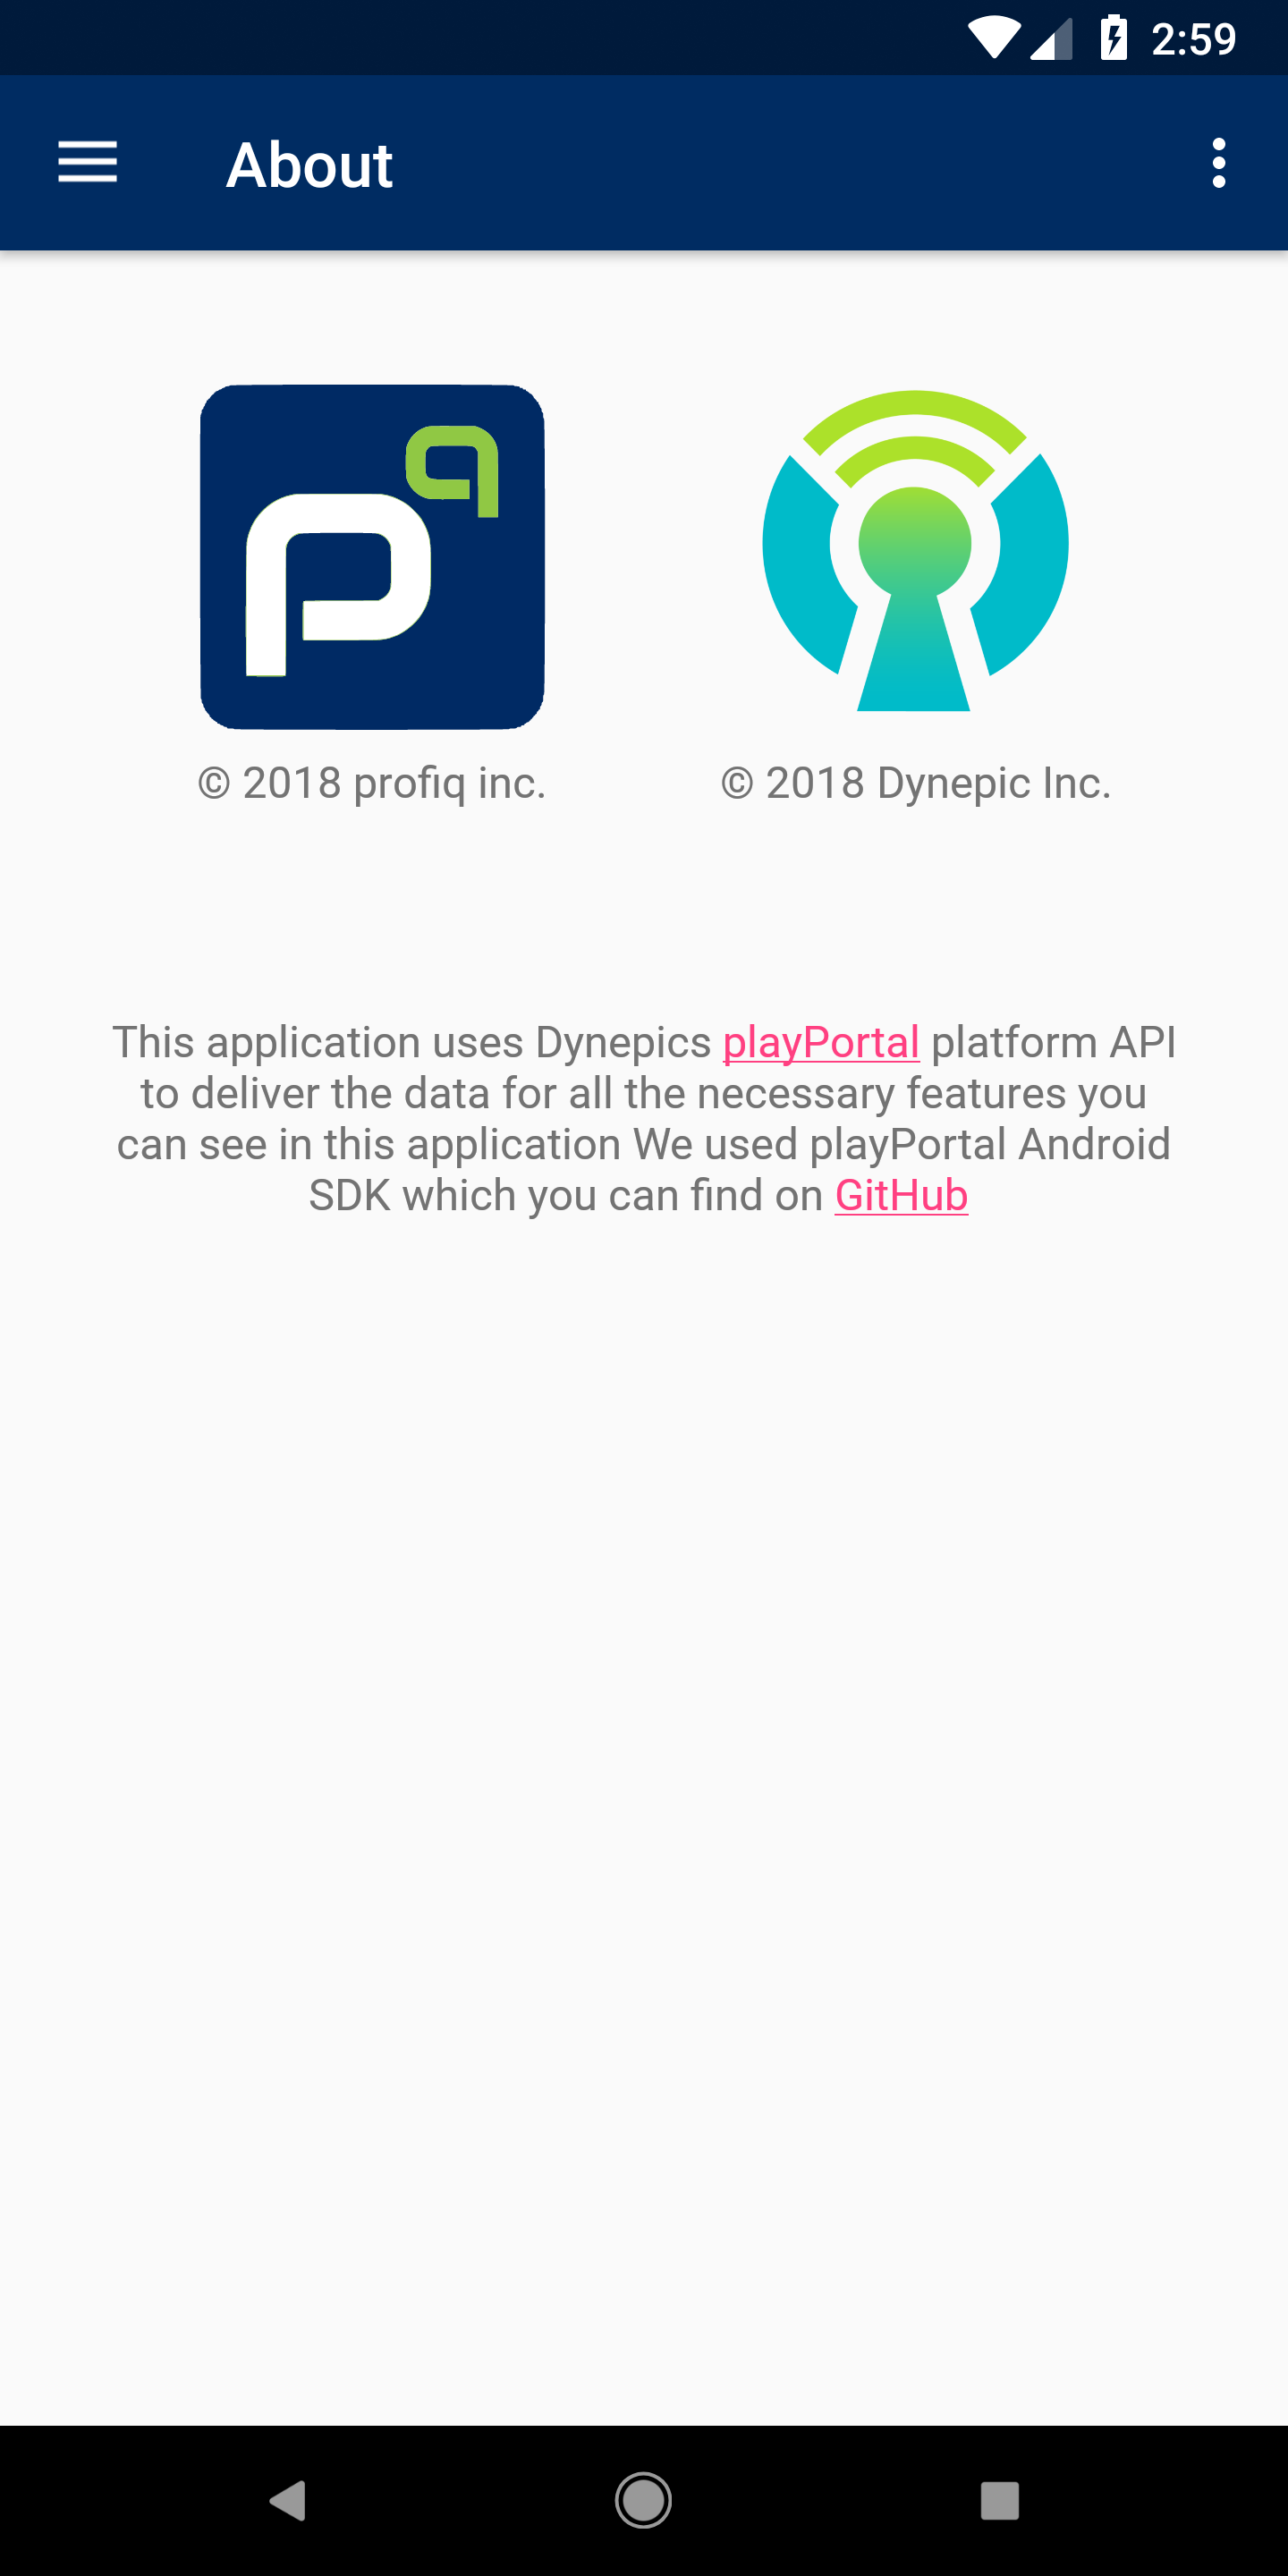 2:59
About
© 2018 profiq inc.
© 2018 Dynepic Inc.
This application uses Dynepics playPortal platform API
to deliver the data for all the necessary features you
can see in this application We used playPortal Android
SDK which you can find on GitHub